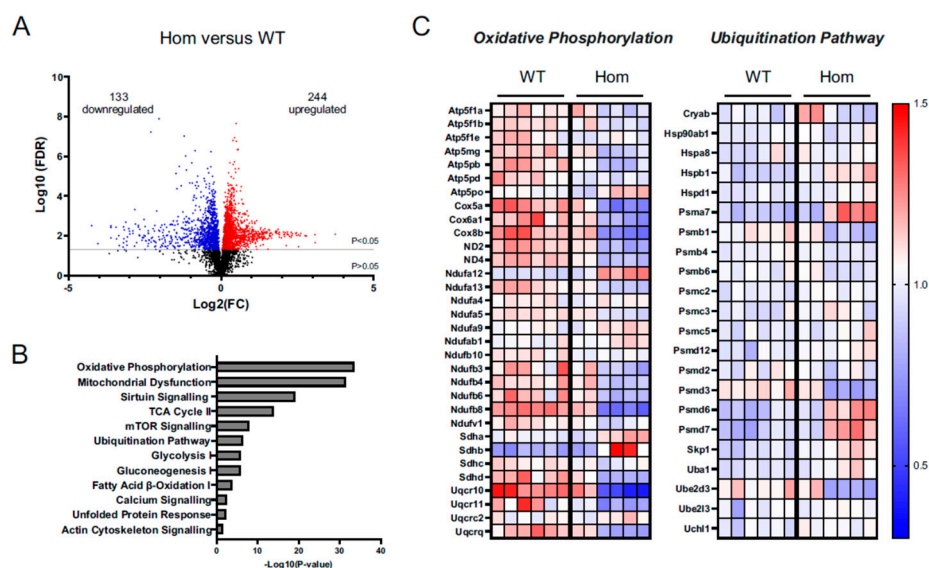 A
Hom versus WT
133
downregulated
244
upregulated
Log10 (FDR)
10
8
6
4
2
0
P<0.05
P>0.05
-5
0
5
Log2(FC)
B
Oxidative Phosphorylation
Mitochondrial Dysfunction
Sirtuin Signalling
TCA Cycle II
mTOR Signalling
Ubiquitination Pathway
Glycolysis I
Gluconeogenesis I
Fatty Acid β-Oxidation I
Calcium Signalling
Unfolded Protein Response
Actin Cytoskeleton Signalling
0
10
20
30
40
-Log10(P-value)
C
Oxidative Phosphorylation
WT
Hom
Atp5f1a
Atp5f1b
Atp5f1e
Atp5mg
Atp5pb
Atp5pd
Atp5po
Cox5a
Cox6a1
Cox8b
ND2
ND4
Ndufa12
Ndufa13
Ndufa4
Ndufa5
Ndufa9
Ndufab1
Ndufb10
Ndufb3
Ndufb4
Ndufb6
Ndufb8
Ndufv1
Sdha
Sdhb
Sdhc
Sdhd
Uqcr10
Uqcr11
Uqcrc2
Uqcrq
Ubiquitination Pathway
WT
Hom
Cryab
Hsp90ab1
Hspa8
Hspb1
Hspd1
Psma7
Psmb1
Psmb4
Psmb6
Psmc2
Psmc3
Psmc5
Psmd12
Psmd2
Psmd3
Psmd6
Psmd7
Skp1
Uba1
Ube2d3
Ube2l3
Uchl1
1.5
1.0
0.5